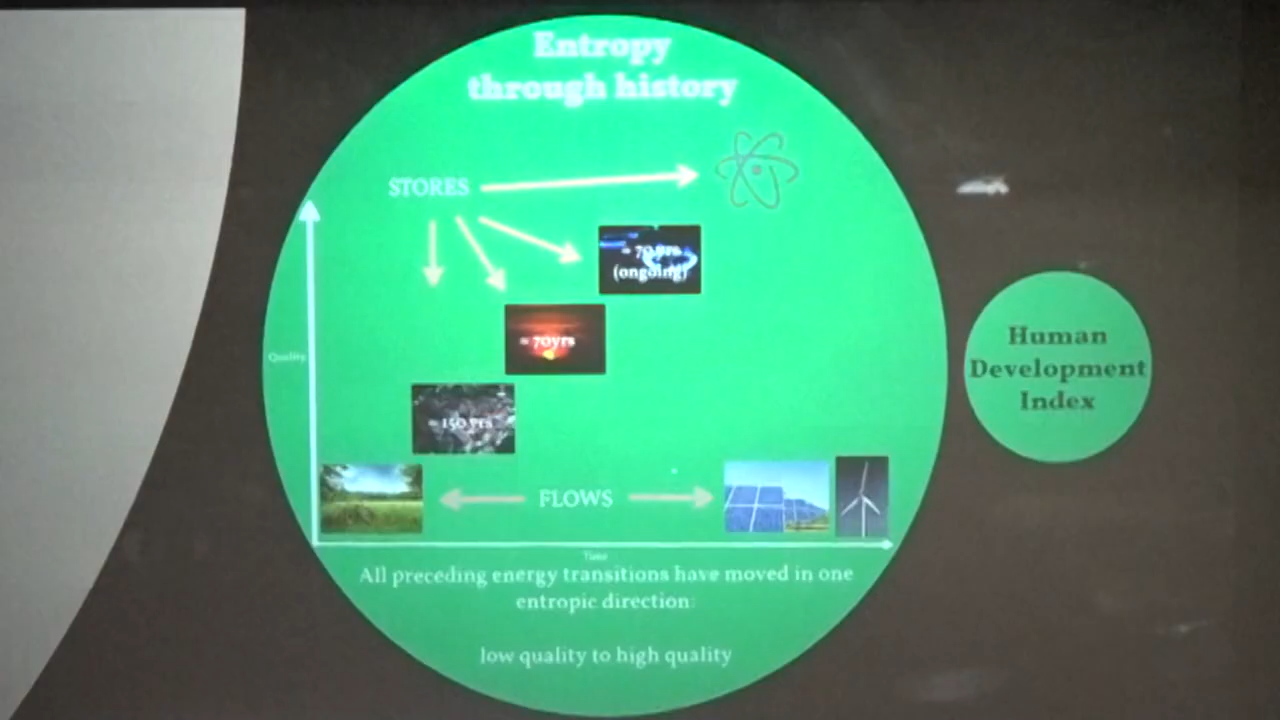 Entropy
through history
STORES
≈ 70 yrs
(ongoing)
≈ 70yrs
Quality
≈ 150 yrs
FLOWS
Time
All preceding energy transitions have moved in one
entropic direction:
low quality to high quality
Human
Development
Index